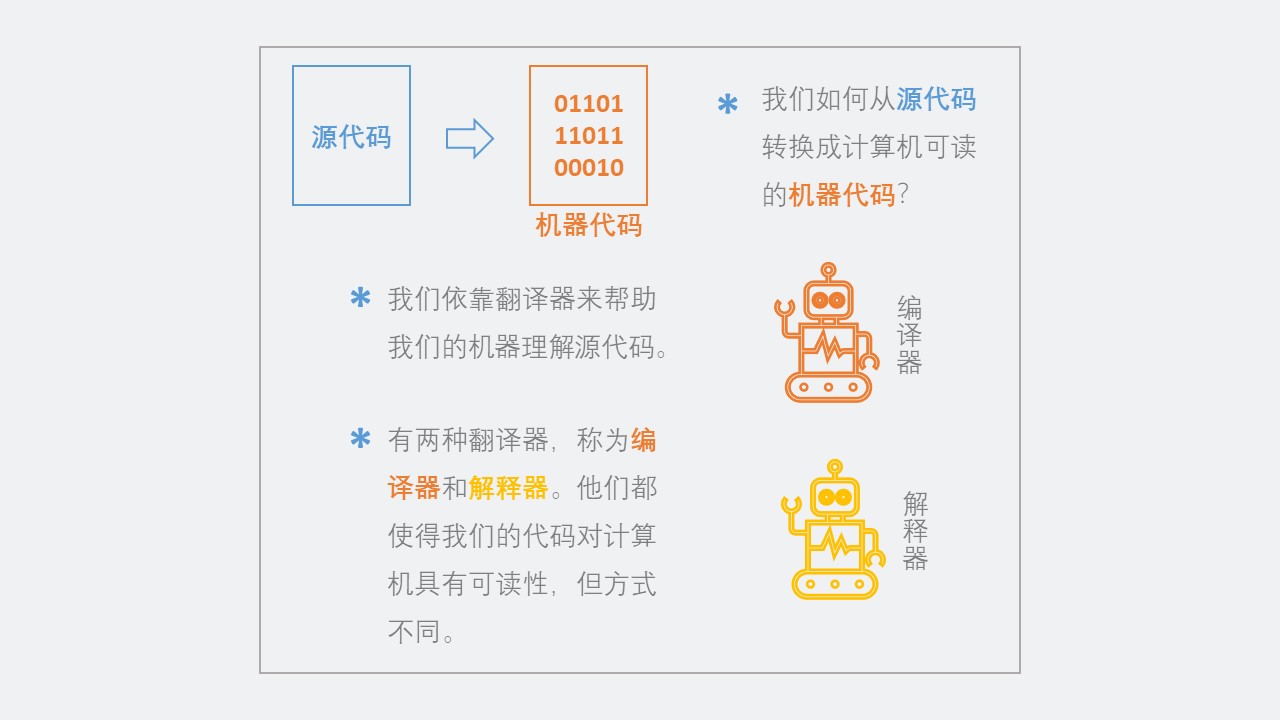 源代码
01101
11011
00010
机器代码
* 我们如何从源代码
转换成计算机可读
的机器代码?
* 我们依靠翻译器来帮助
我们的机器理解源代码。
编译器
* 有两种翻译器，称为编
译器和解释器。他们都
使得我们的代码对计算
机具有可读性，但方式
不同。
解释器